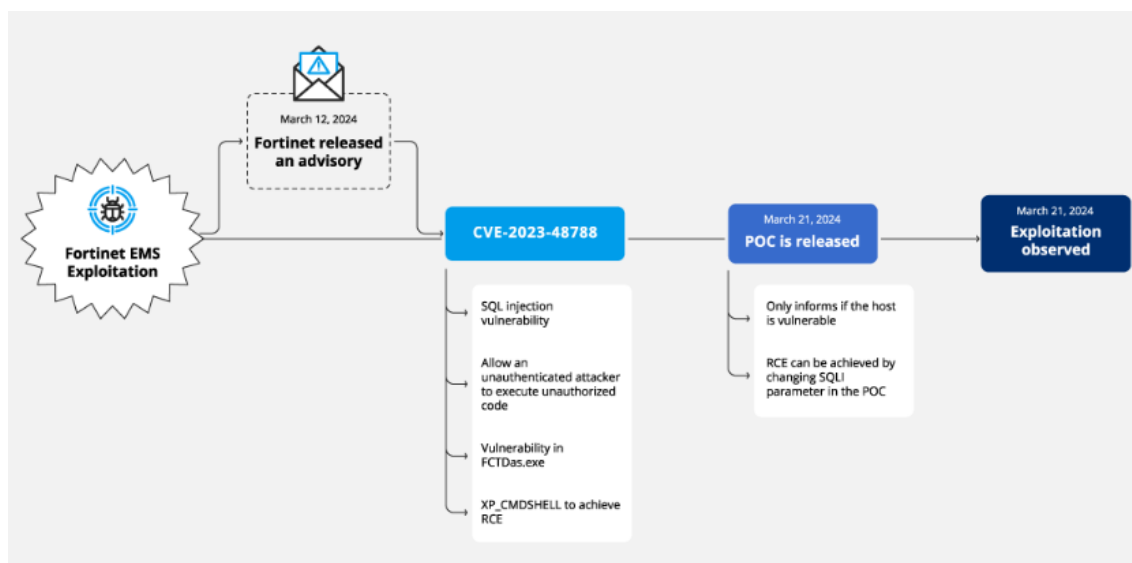 March 12, 2024
Fortinet released
an advisory
Fortinet EMS
Exploitation
CVE-2023-48788
SQL injection
vulnerability
Allow an
unauthenticated attacker
to execute unauthorized
code
Vulnerability in
FCTDas.exe
XP_CMDSHELL to achieve
RCE
March 21, 2024
POC is released
Only informs if the host
is vulnerable
RCE can be achieved by
changing SQLI
parameter in the POC
March 21, 2024
Exploitation
observed